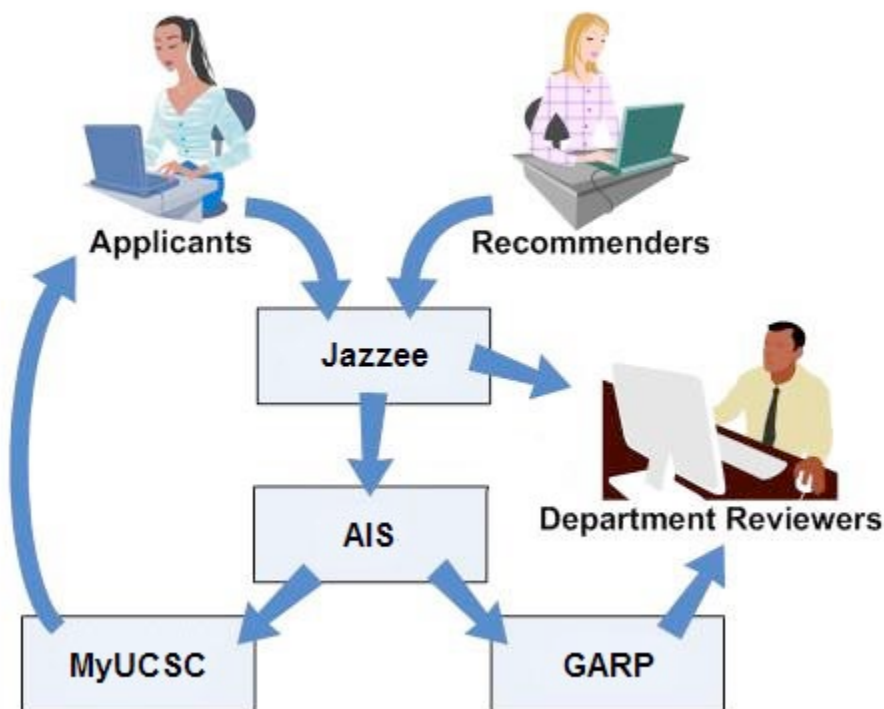 Applicants
Recommenders
Jazzee
Department Reviewers
AIS
MyUCSC
GARP